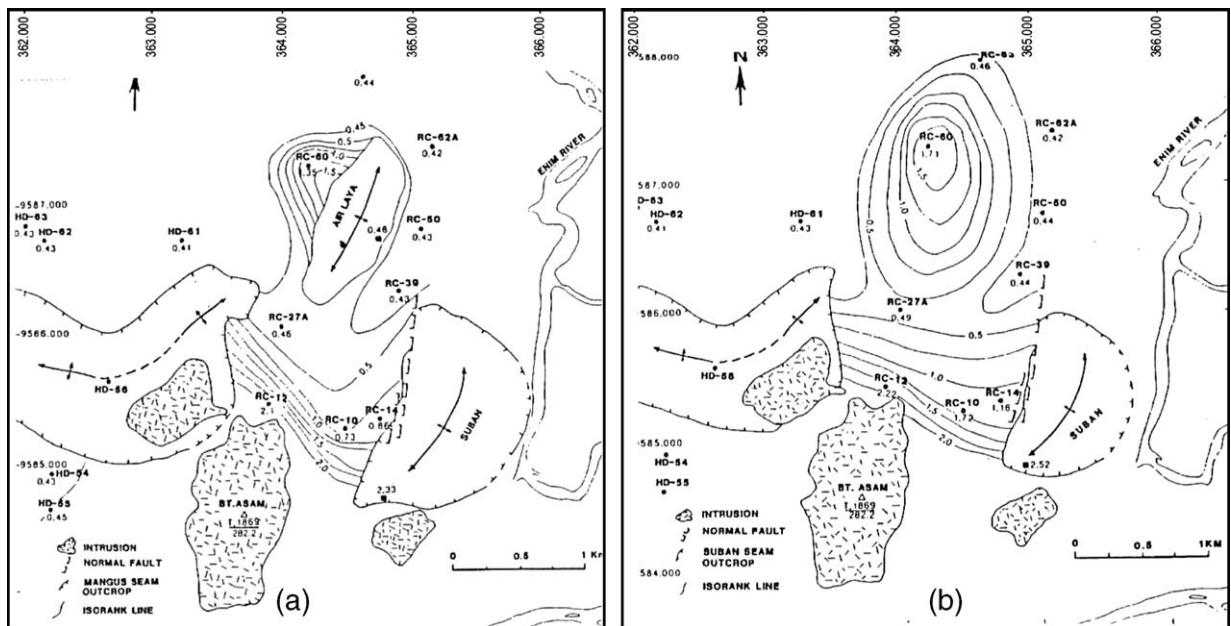 362.000
363.000
364.000
365.000
366.000
0.44
0.45
0.5
1.0
RC-60
1.5
RC-62A
0.42
ENIM RIVER
AIR LAYA
0.46
RC-50
0.43
-9587.000
HD-63
0.43
HD-62
0.43
HD-61
0.41
RC-39
0.43
RC-27A
0.46
-9586.000
0.5
HD-56
RC-12
RC-14
0.86
RC-10
0.73
2.0
SUBAN
-9585.000
HD-54
0.43
HD-55
0.45
2.33
BT. ASAM
T.1869
282.2
INTRUSION
NORMAL FAULT
MANGUS SEAM
OUTCROP
ISORANK LINE
0 0.5 1 Km
(a)
362.000
363.000
364.000
365.000
366.000
588.000
N
RC-63
0.46
RC-62A
0.42
RC-60
1.71
1.5
1.0
0.5
ENIM RIVER
587.000
HD-62
0.41
HD-61
0.43
RC-50
0.44
RC-39
0.44
RC-27A
0.49
586.000
0.5
1.0
RC-12
2.22
RC-14
1.16
RC-10
1.72
1.5
2.0
SUBAN
585.000
HD-54
HD-55
2.52
BT. ASAM
T.1869
282.2
INTRUSION
NORMAL FAULT
SUBAN SEAM
OUTCROP
ISORANK LINE
0 0.5 1KM
584.000
(b)